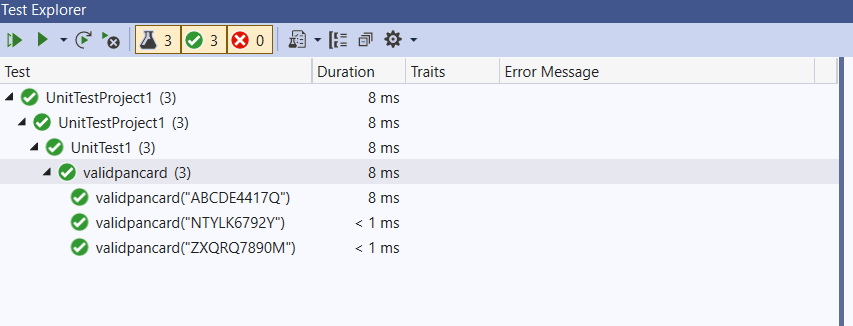 Test Explorer
3 3 0
Test Duration Traits Error Message
UnitTestProject1 (3) 8 ms
UnitTestProject1 (3) 8 ms
UnitTest1 (3) 8 ms
validpancard (3) 8 ms
validpancard("ABCDE4417Q") 8 ms
validpancard("NTYLK6792Y") < 1 ms
validpancard("ZXQRQ7890M") < 1 ms